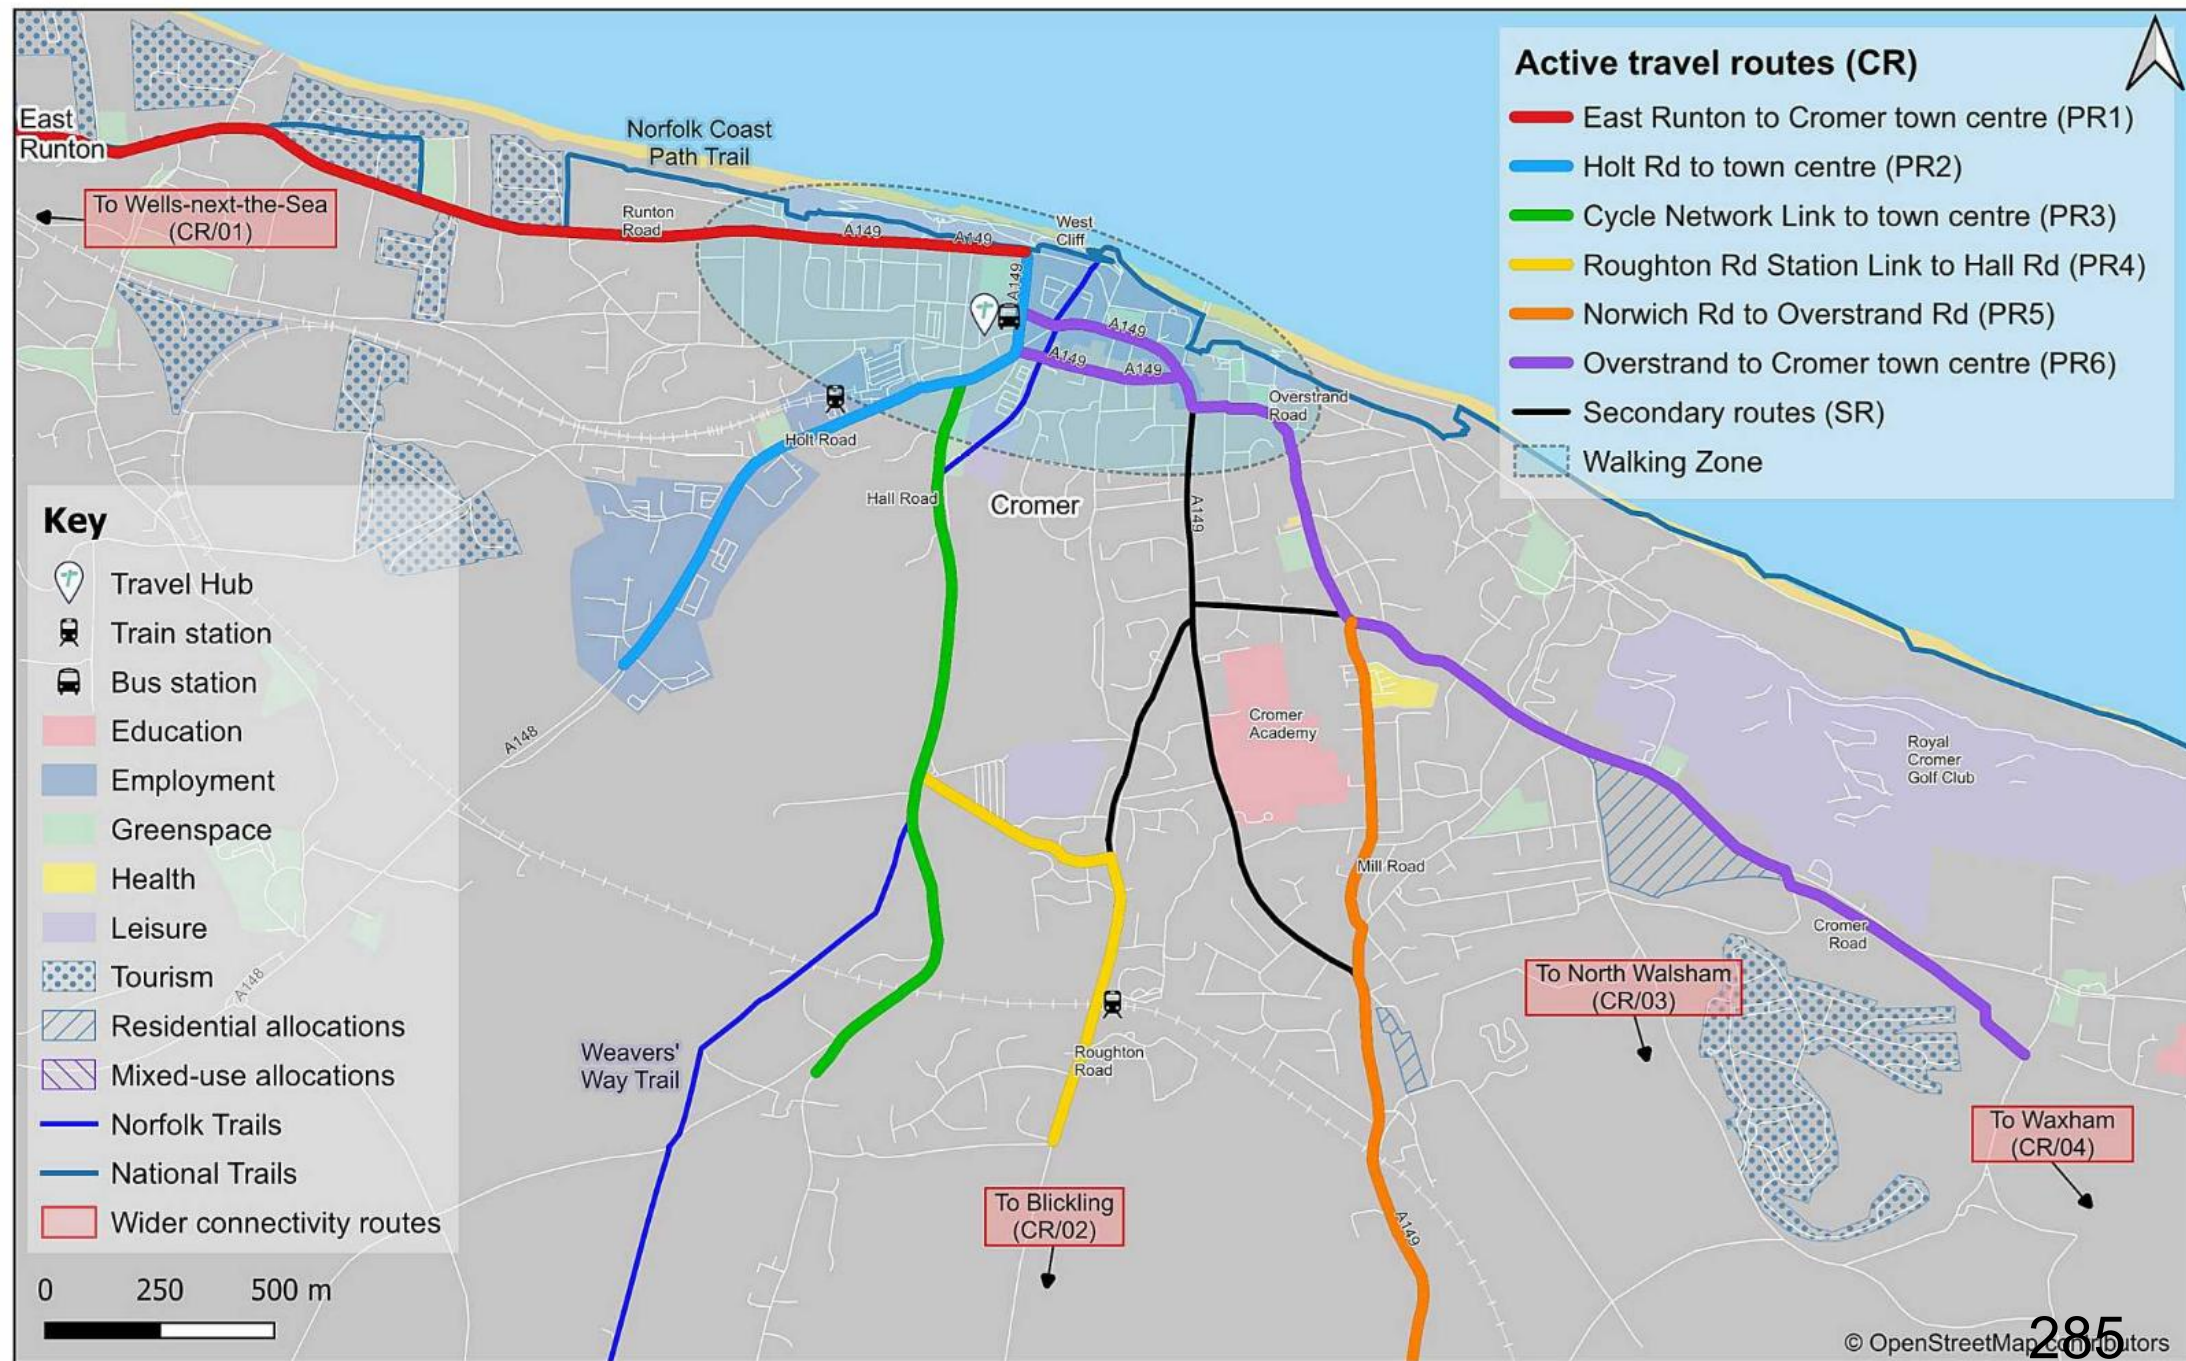 Active travel routes (CR)
East Runton to Cromer town centre (PR1)
Holt Rd to town centre (PR2)
Cycle Network Link to town centre (PR3)
Roughton Rd Station Link to Hall Rd (PR4)
Norwich Rd to Overstrand Rd (PR5)
Overstrand to Cromer town centre (PR6)
Secondary routes (SR)
Walking Zone
East
Runton
Norfolk Coast
Path Trail
To Wells-next-the-Sea
(CR/01)
Runton
Road
A149
A149
West
Cliff
A149
A149
A149
A149
Overstrand
Road
Holt Road
Hall Road
Cromer
A149
A148
A148
Cromer
Academy
Royal
Cromer
Golf Club
Mill Road
Cromer
Road
To North Walsham
(CR/03)
Weavers'
Way Trail
Roughton
Road
To Waxham
(CR/04)
To Blickling
(CR/02)
A149
Key
Travel Hub
Train station
Bus station
Education
Employment
Greenspace
Health
Leisure
Tourism
Residential allocations
Mixed-use allocations
Norfolk Trails
National Trails
Wider connectivity routes
0 250 500 m
© OpenStreetMap contributors
285